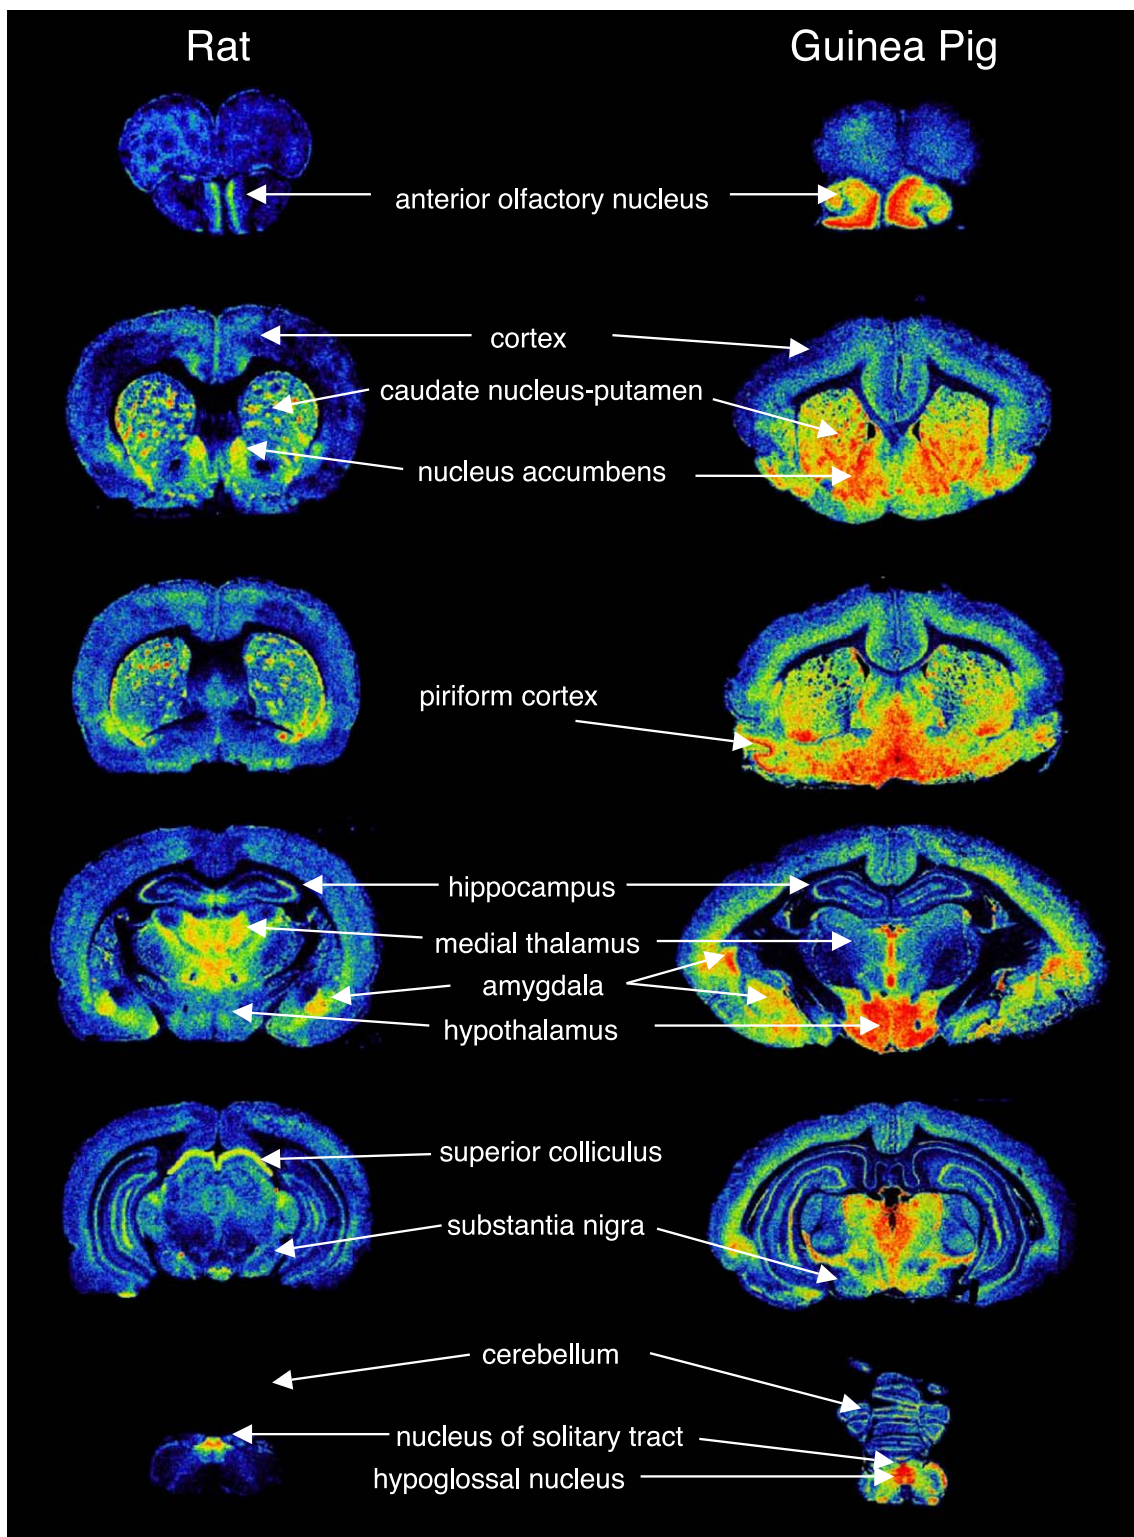 Rat
Guinea Pig
anterior olfactory nucleus
cortex
caudate nucleus-putamen
nucleus accumbens
piriform cortex
hippocampus
medial thalamus
amygdala
hypothalamus
superior colliculus
substantia nigra
cerebellum
nucleus of solitary tract
hypoglossal nucleus